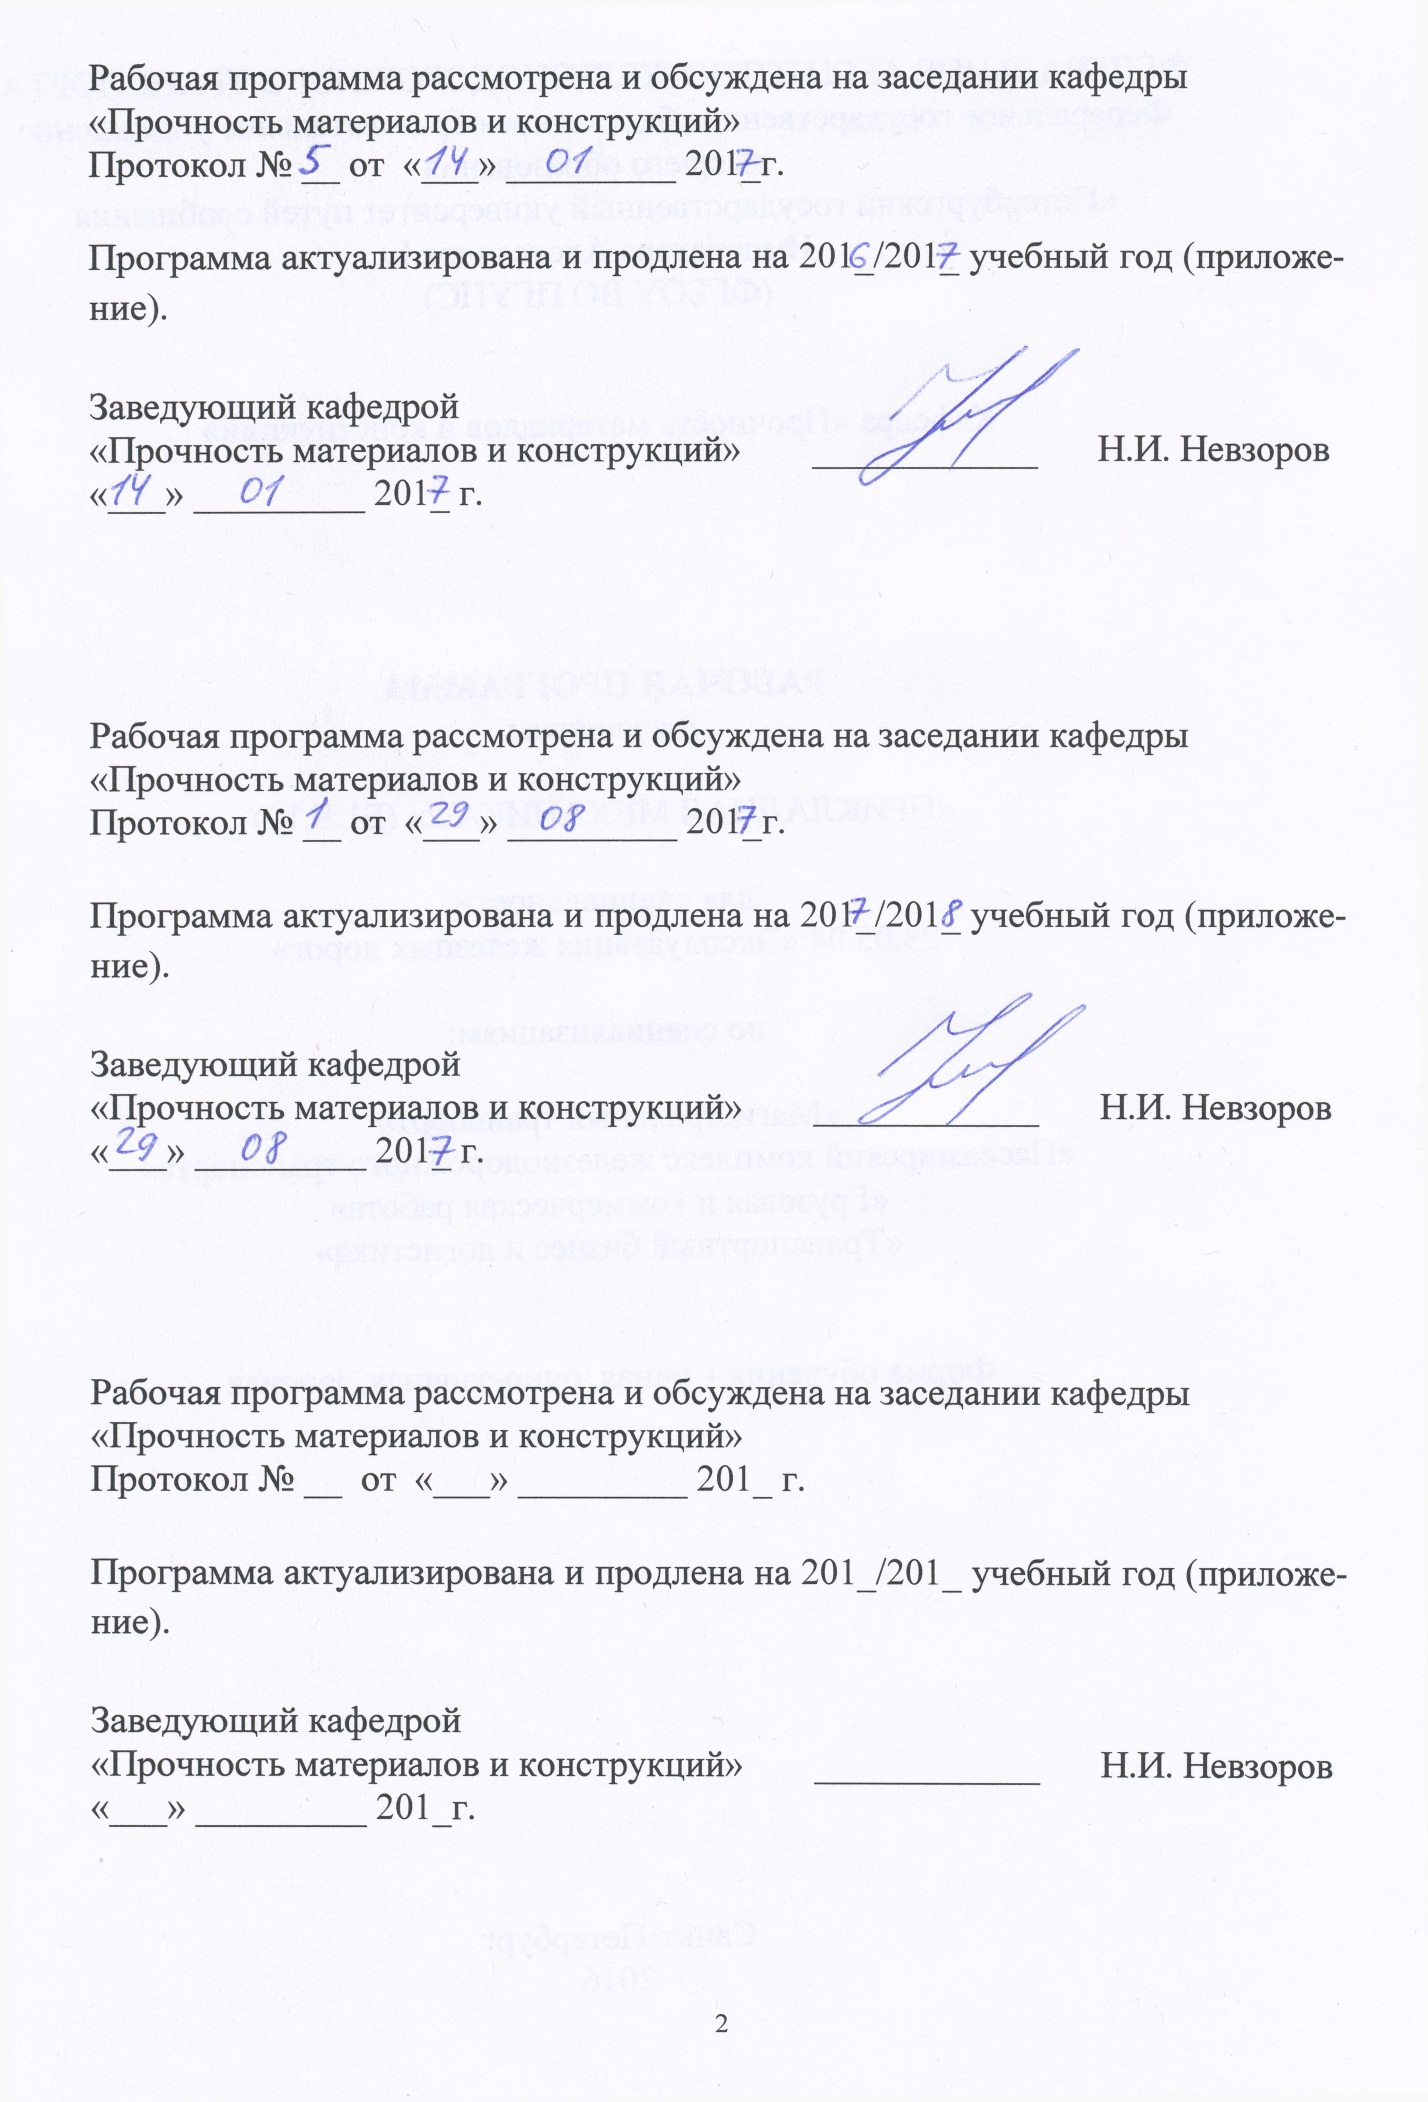 Рабочая программа рассмотрена и обсуждена на заседании кафедры
«Прочность материалов и конструкций»
Протокол № 5 от «14» 01 2017 г.
Программа актуализирована и продлена на 2016/2017 учебный год (приложе-
ние).
Заведующий кафедрой
«Прочность материалов и конструкций» ____________ Н.И. Невзоров
«14» 01 2017 г.
Рабочая программа рассмотрена и обсуждена на заседании кафедры
«Прочность материалов и конструкций»
Протокол № 1 от «29» 08 2017 г.
Программа актуализирована и продлена на 2017/2018 учебный год (приложе-
ние).
Заведующий кафедрой
«Прочность материалов и конструкций» ____________ Н.И. Невзоров
«29» 08 2017 г.
Рабочая программа рассмотрена и обсуждена на заседании кафедры
«Прочность материалов и конструкций»
Протокол № __ от «___» _________ 201_ г.
Программа актуализирована и продлена на 201_/201_ учебный год (приложе-
ние).
Заведующий кафедрой
«Прочность материалов и конструкций» ____________ Н.И. Невзоров
«___» _________ 201_г.
2